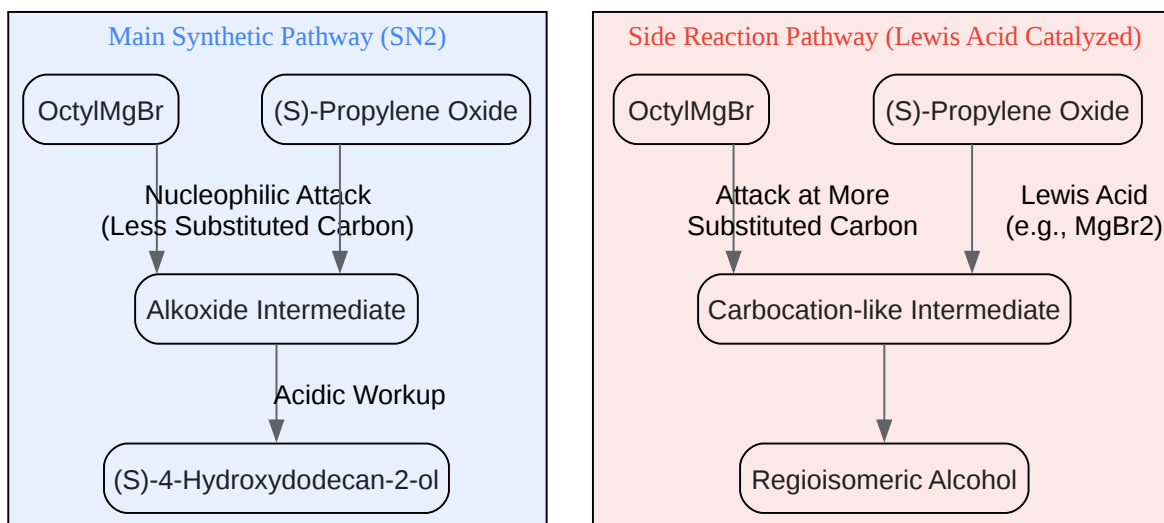 Main Synthetic Pathway (SN2)
OctylMgBr
(S)-Propylene Oxide
Nucleophilic Attack
(Less Substituted Carbon)
Alkoxide Intermediate
Acidic Workup
(S)-4-Hydroxydodecan-2-ol
Side Reaction Pathway (Lewis Acid Catalyzed)
OctylMgBr
(S)-Propylene Oxide
Attack at More
Substituted Carbon
Lewis Acid
(e.g., MgBr2)
Carbocation-like Intermediate
Regioisomeric Alcohol